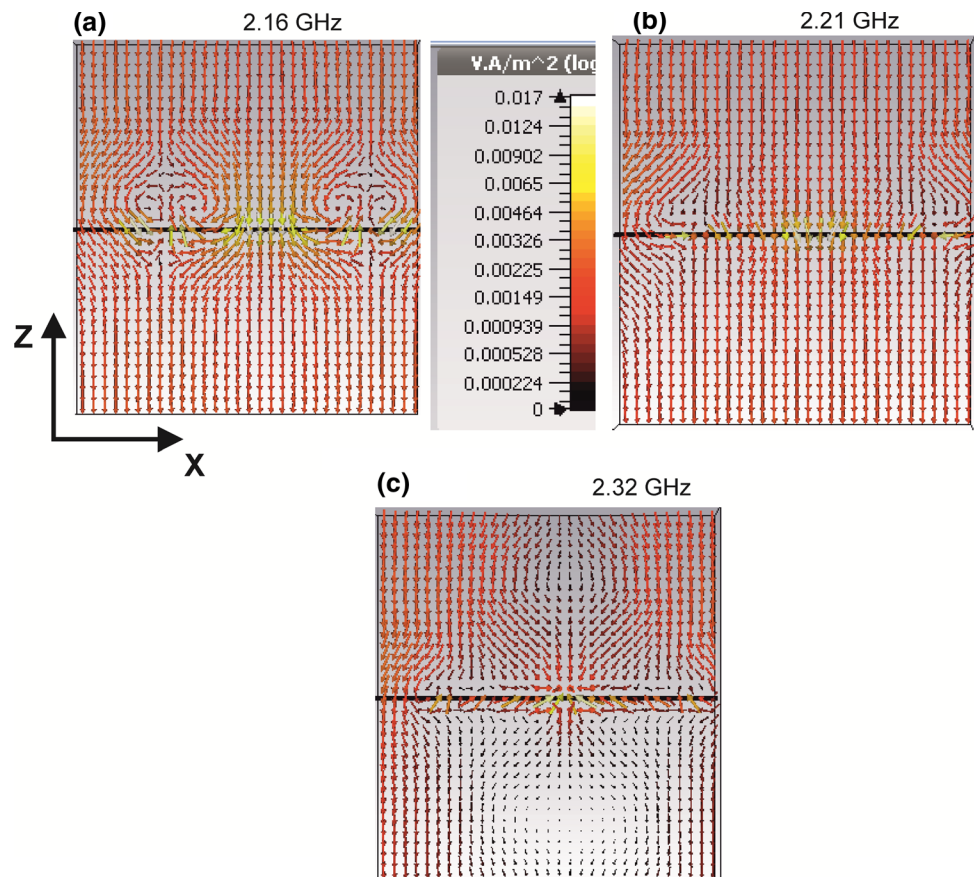 (a) 2.16 GHz
V.A/m^2 (log
0.017
0.0124
0.00902
0.0065
0.00464
0.00326
0.00225
0.00149
0.000939
0.000528
0.000224
0
(b) 2.21 GHz
Z
X
(c) 2.32 GHz